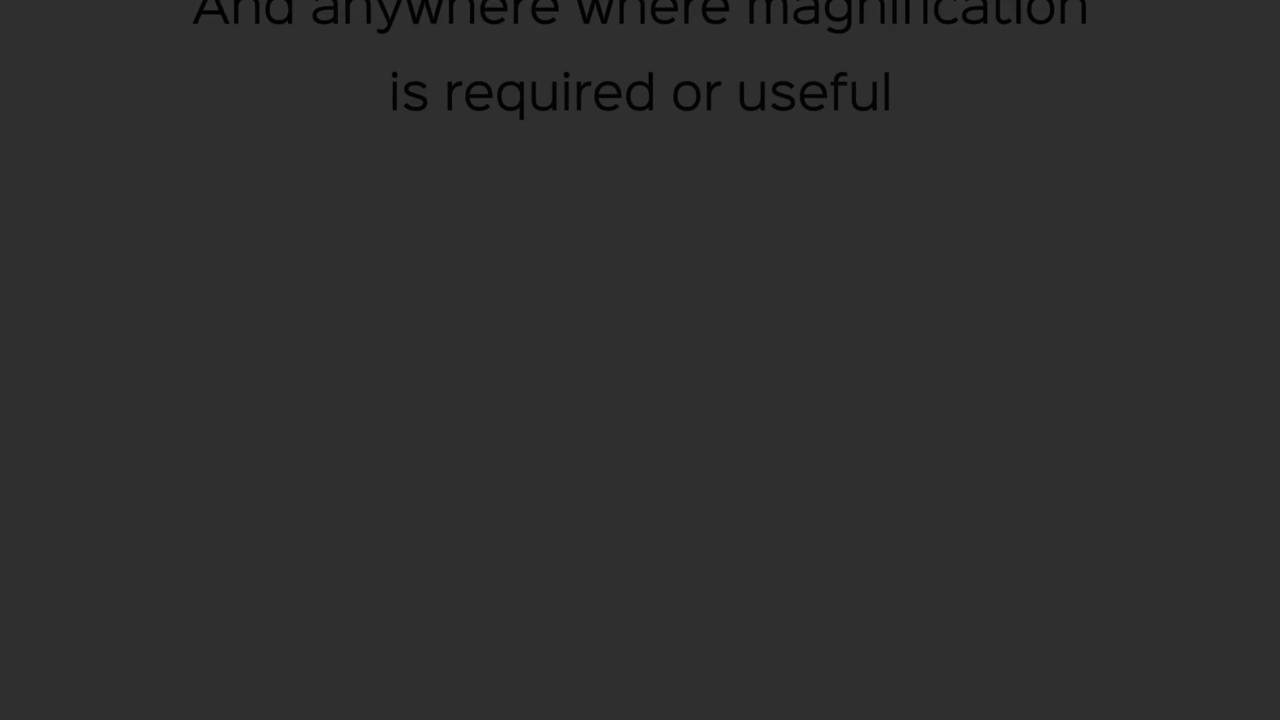 And anywhere where magnification
is required or useful